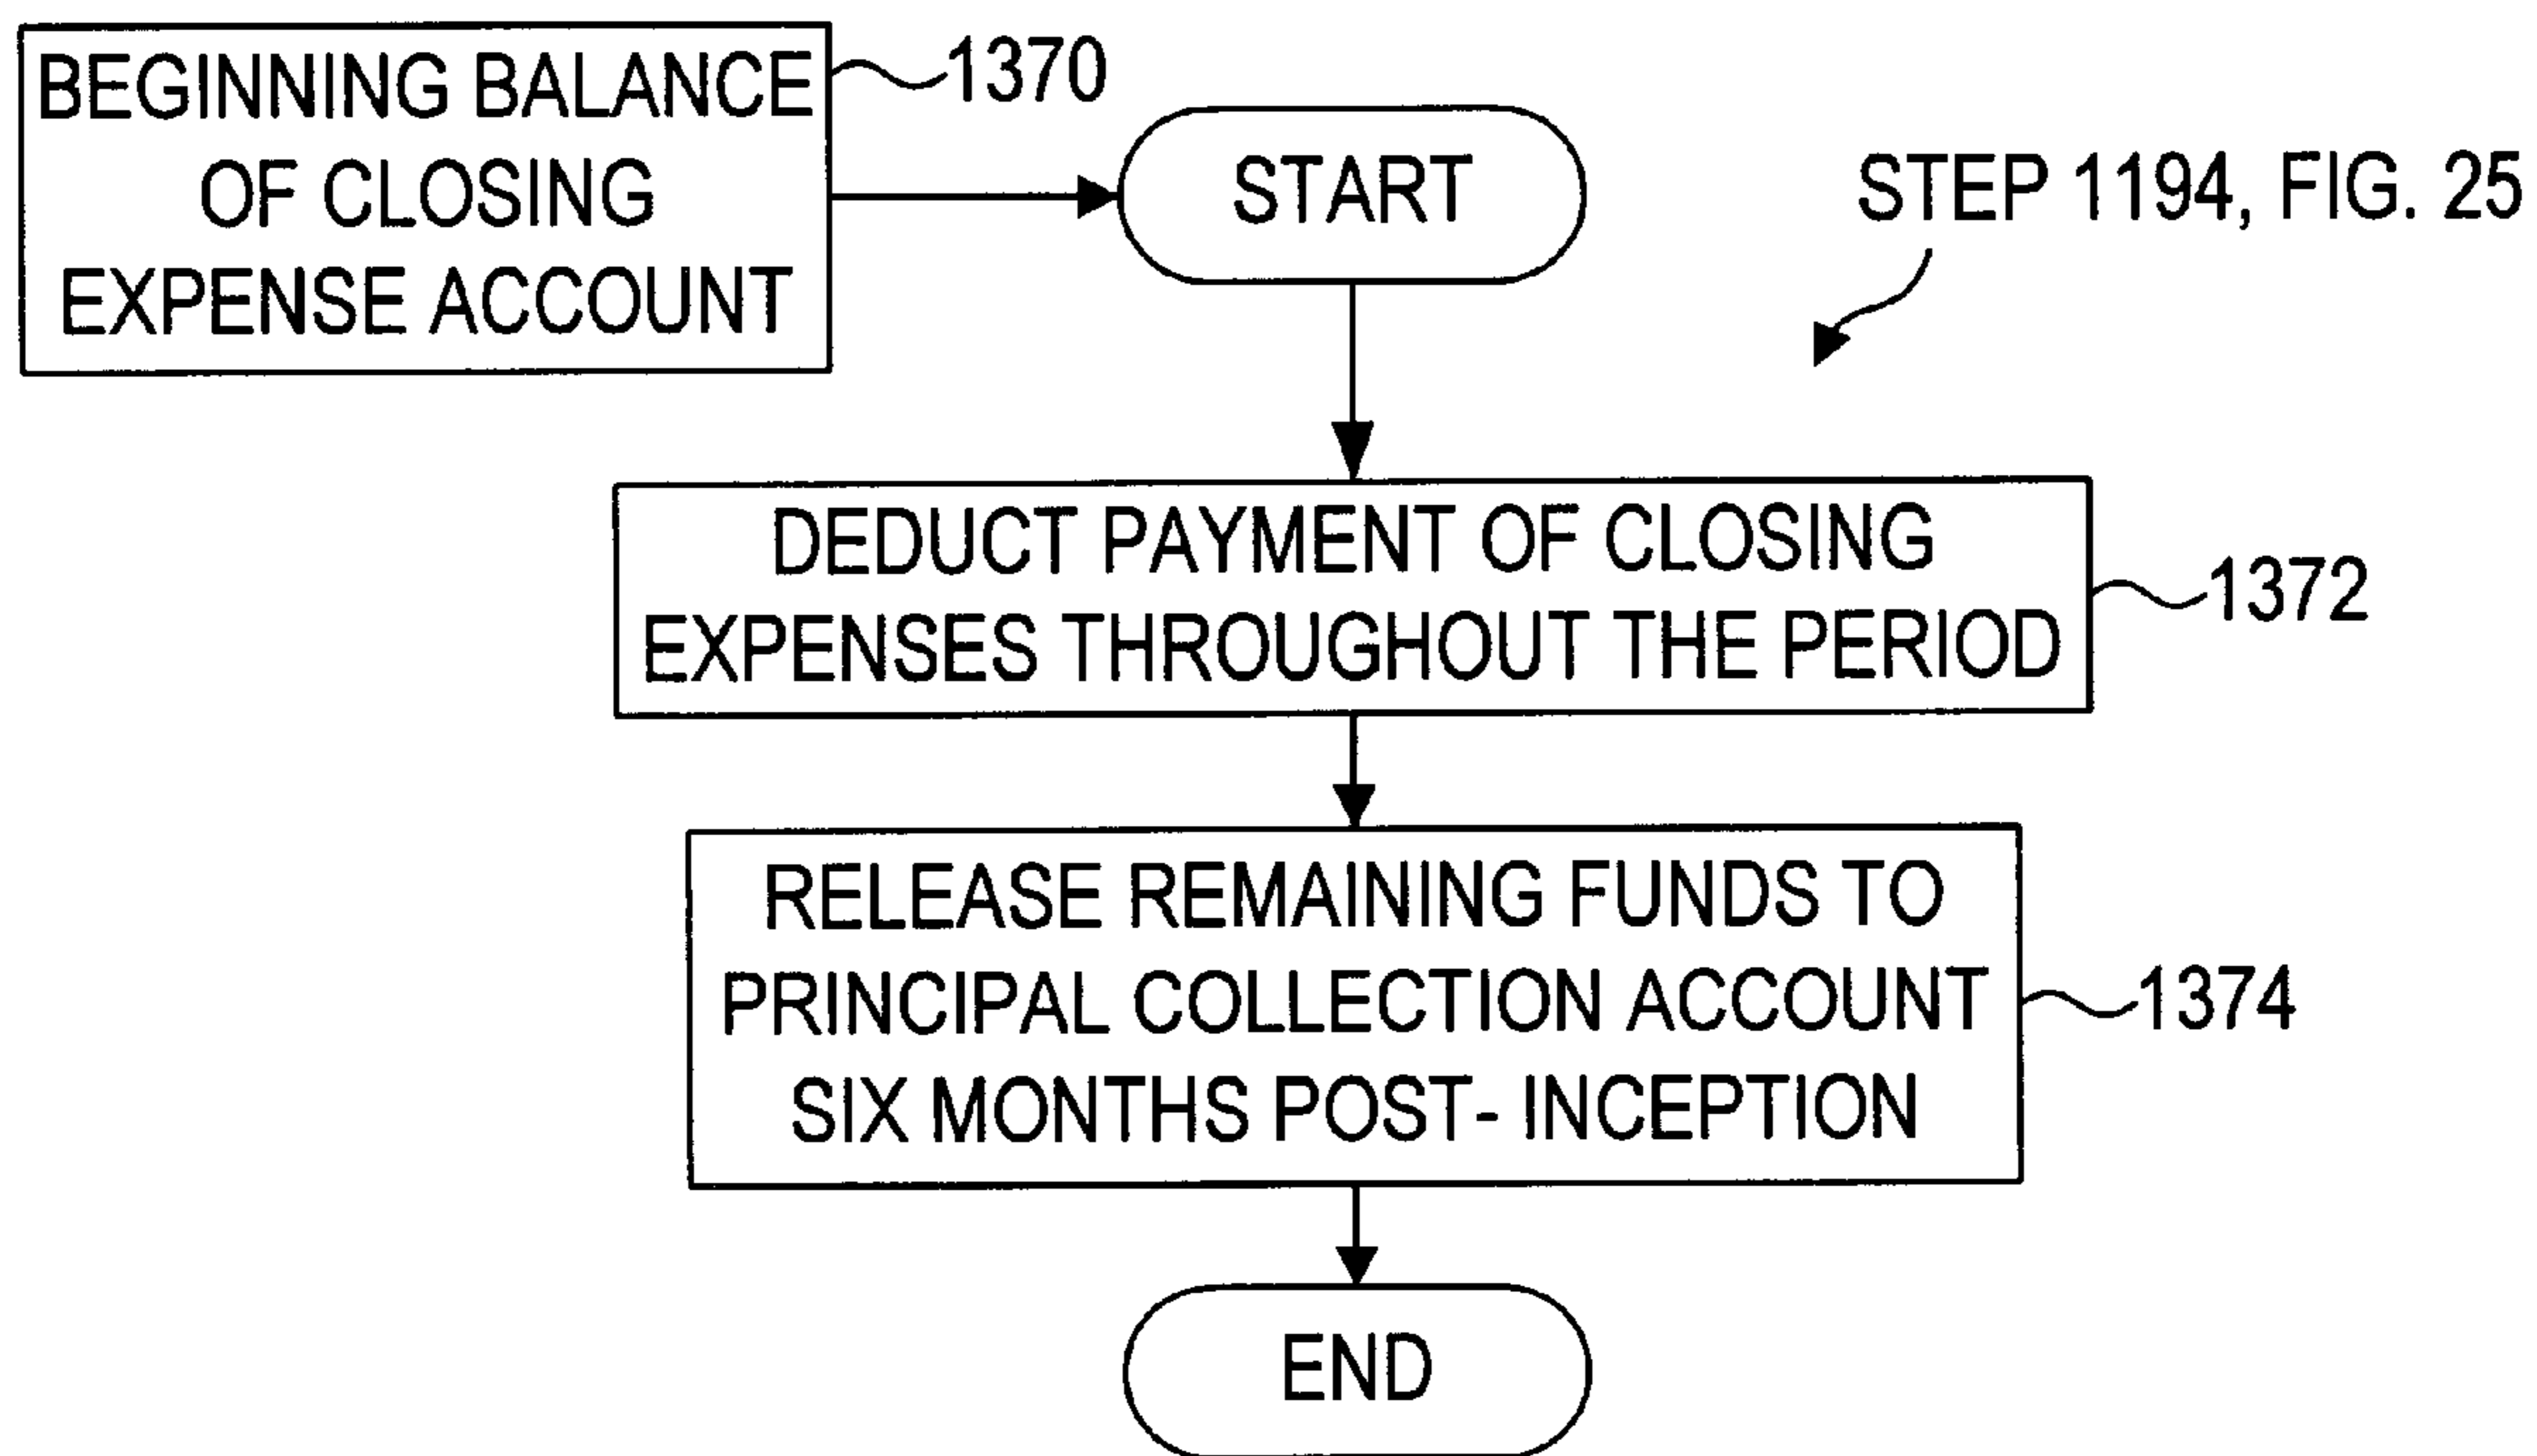 BEGINNING BALANCE
OF CLOSING
EXPENSE ACCOUNT
1370
START
STEP 1194, FIG. 25
DEDUCT PAYMENT OF CLOSING
EXPENSES THROUGHOUT THE PERIOD
1372
RELEASE REMAINING FUNDS TO
PRINCIPAL COLLECTION ACCOUNT
SIX MONTHS POST- INCEPTION
1374
END